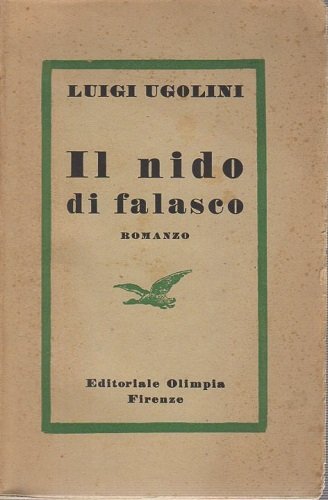 LUIGI UGOLINI
Il nido
di falasco
ROMANZO
Editoriale Olimpia
Firenze